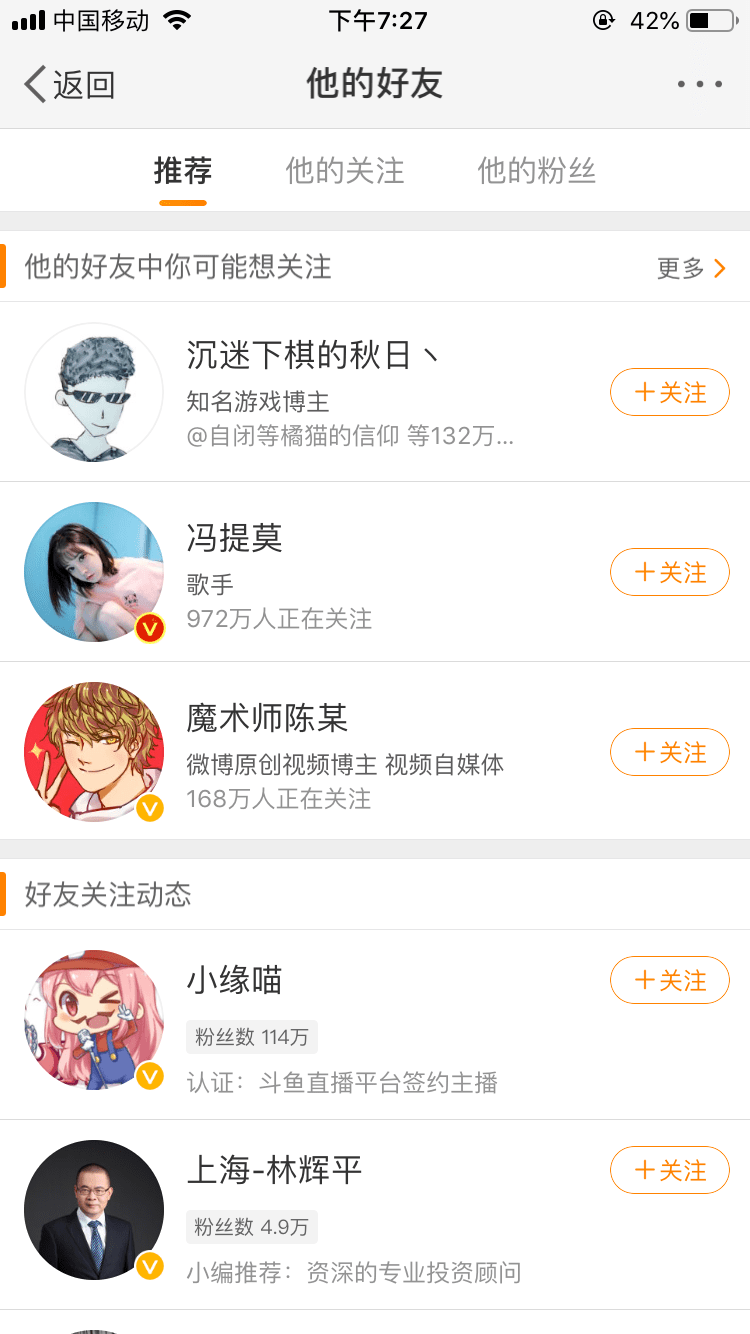 中国移动 下午7:27 42%
返回 他的好友
推荐 他的关注 他的粉丝
他的好友中你可能想关注 更多
沉迷下棋的秋日丶
知名游戏博主
@自闭等橘猫的信仰 等132万...
+关注
冯提莫
歌手
972万人正在关注
+关注
魔术师陈某
微博原创视频博主 视频自媒体
168万人正在关注
+关注
好友关注动态
小缘喵
粉丝数 114万
认证：斗鱼直播平台签约主播
+关注
上海-林辉平
粉丝数 4.9万
小编推荐：资深的专业投资顾问
+关注